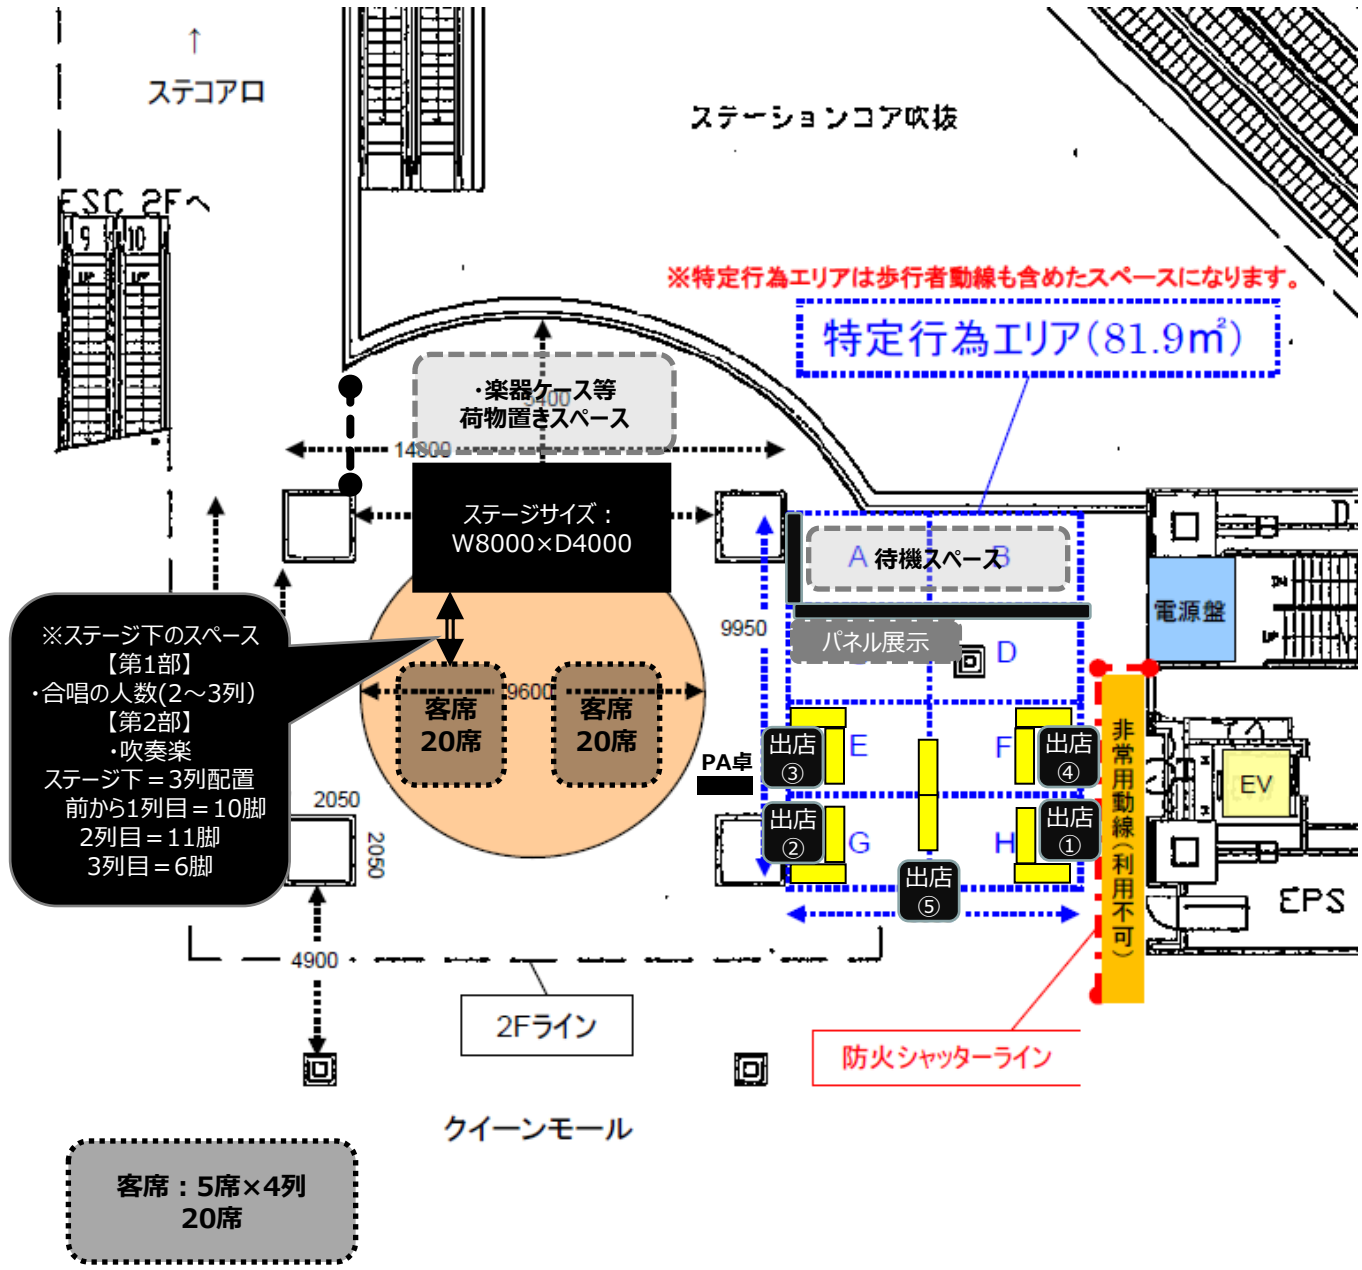 ↑
ステコアロ
ステーションコア吹抜
ESC 2Fへ
9 10
UP
※特定行為エリアは歩行者動線も含めたスペースになります。
特定行為エリア(81.9㎡)
・楽器ケース等
荷物置きスペース
14800
ステージサイズ：
W8000×D4000
A 待機スペース B
電源盤
9950
パネル展示
D
※ステージ下のスペース
【第1部】
・合唱の人数(2～3列)
【第2部】
・吹奏楽
ステージ下＝3列配置
前から1列目＝10脚
2列目＝11脚
3列目＝6脚
9600
客席
20席
客席
20席
PA卓
出店
③
E
F
出店
④
出店
②
G
H
出店
①
出店
⑤
非常用動線(利用不可)
EV
EPS
2050
2050
4900
2Fライン
防火シャッターライン
クイーンモール
客席：5席×4列
20席